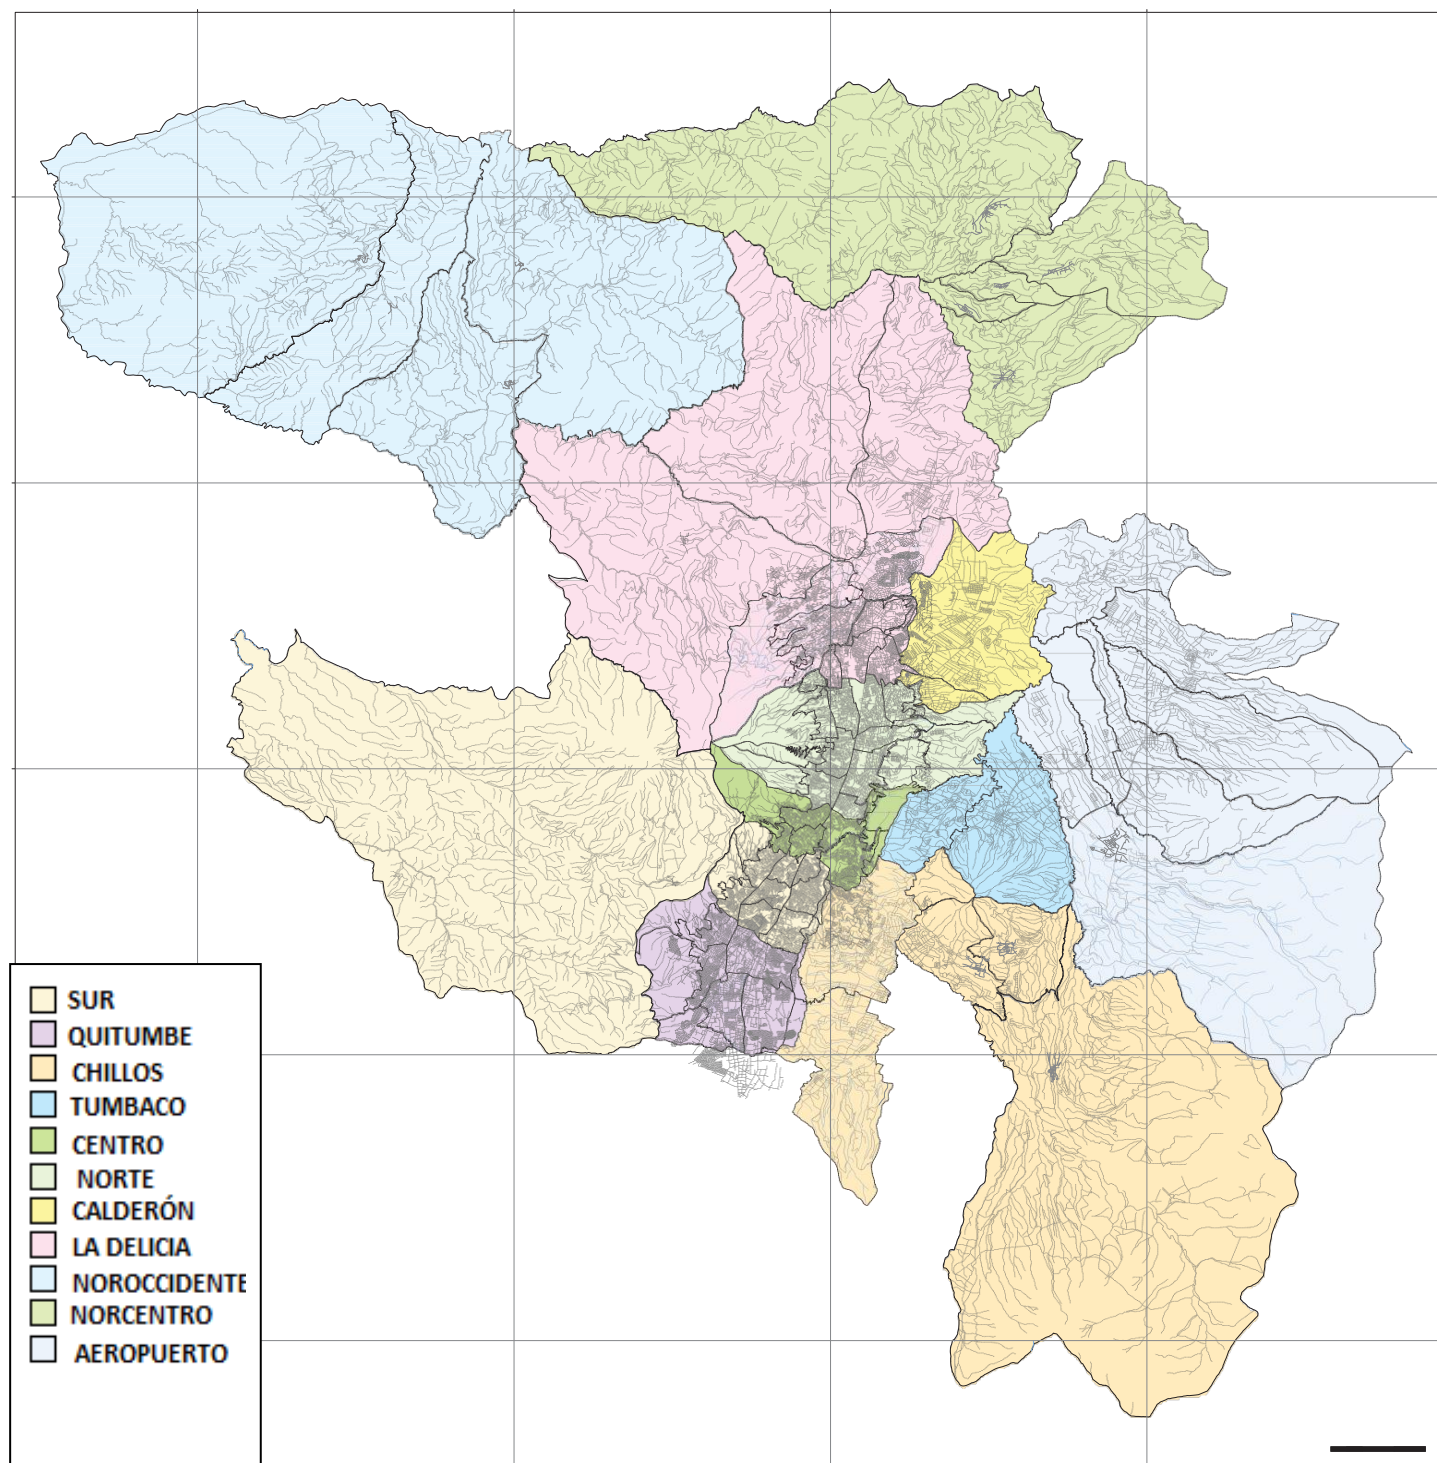 SUR
QUITUMBE
CHILLOS
TUMBACO
CENTRO
NORTE
CALDERÓN
LA DELICIA
NOROCCIDENTE
NORCENTRO
AEROPUERTO